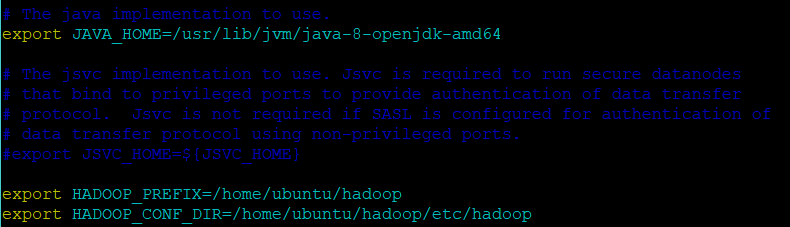 # The java implementation to use.
export JAVA_HOME=/usr/lib/jvm/java-8-openjdk-amd64
# The jsvc implementation to use. Jsvc is required to run secure datanodes
# that bind to privileged ports to provide authentication of data transfer
# protocol.  Jsvc is not required if SASL is configured for authentication of
# data transfer protocol using non-privileged ports.
#export JSVC_HOME=${JSVC_HOME}
export HADOOP_PREFIX=/home/ubuntu/hadoop
export HADOOP_CONF_DIR=/home/ubuntu/hadoop/etc/hadoop